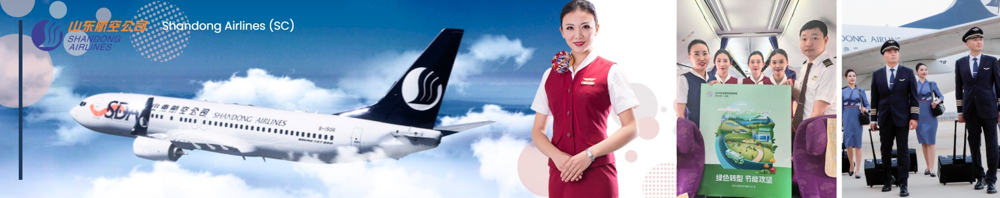 山东航空公司
SHANDONG
AIRLINES
Shandong Airlines (SC)
SDA
山東航空公司 SHANDONG AIRLINES
B-1506
BOEING 737-800
绿色转型 节能攻坚
DONG AIRLINES